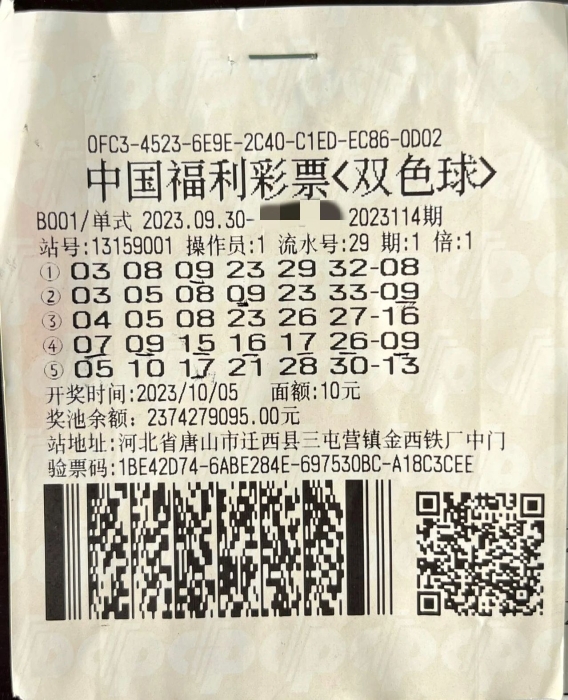 0FC3-4523-6E9E-2C40-C1ED-EC86-0D02
中国福利彩票<双色球>
B001/单式 2023.09.30- 2023114期
站号:13159001 操作员:1 流水号:29 期:1 倍:1
① 03 08 09 23 29 32-08
② 03 05 08 09 23 33-09
③ 04 05 08 23 26 27-16
④ 07 09 15 16 17 26-09
⑤ 05 10 17 21 28 30-13
开奖时间:2023/10/05 面额:10元
奖池余额: 2374279095.00元
站地址:河北省唐山市迁西县三屯营镇金西铁厂中门
验票码:1BE42D74-6ABE284E-697530BC-A18C3CEE